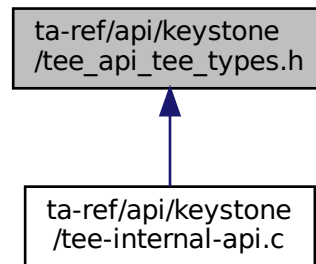 ta-ref/api/keystone
/tee_api_tee_types.h
ta-ref/api/keystone
/tee-internal-api.c